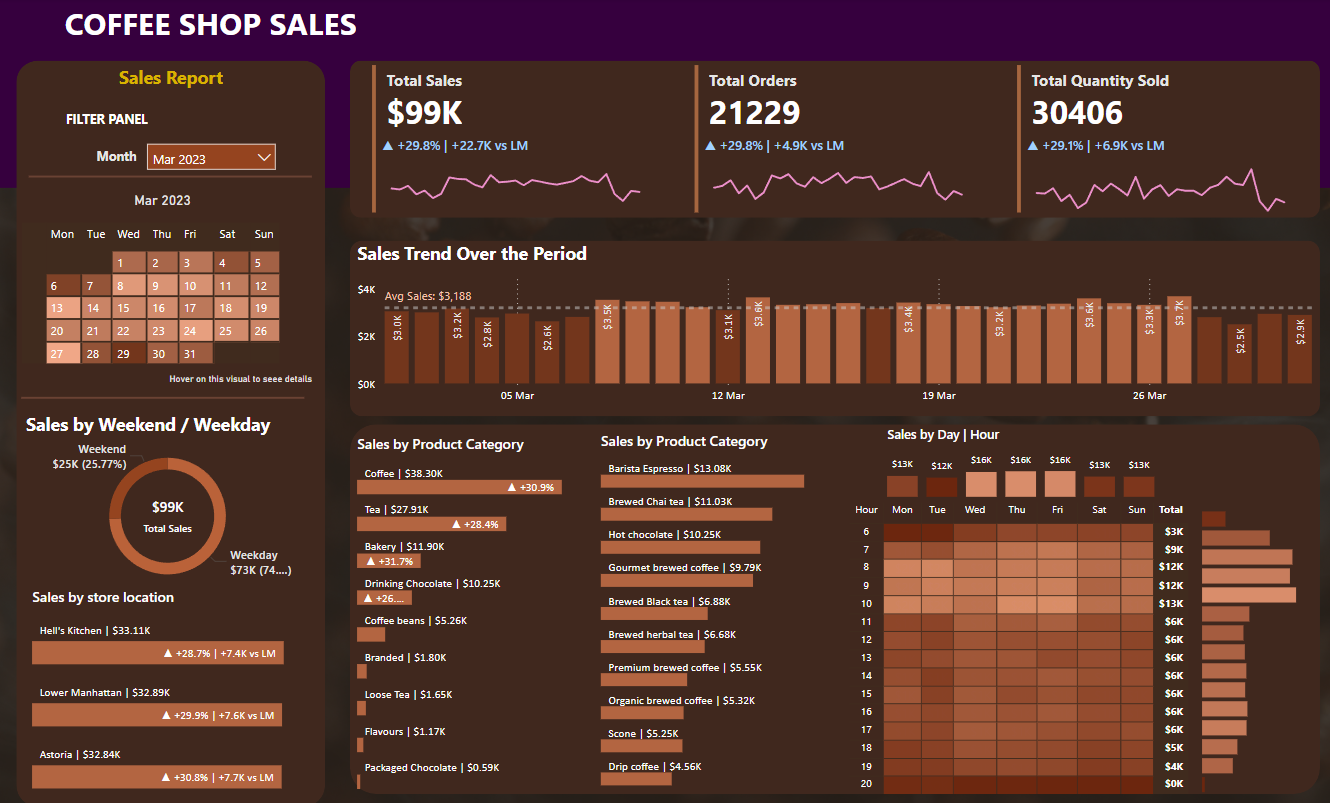 COFFEE SHOP SALES
Sales Report
FILTER PANEL
Month
Mar 2023
Mar 2023
Mon Tue Wed Thu Fri Sat Sun
1 2 3 4 5
6 7 8 9 10 11 12
13 14 15 16 17 18 19
20 21 22 23 24 25 26
27 28 29 30 31
Hover on this visual to seee details
Sales by Weekend / Weekday
Weekend
$25K (25.77%)
$99K
Total Sales
Weekday
$73K (74....)
Sales by store location
Hell's Kitchen | $33.11K
▲ +28.7% | +7.4K vs LM
Lower Manhattan | $32.89K
▲ +29.9% | +7.6K vs LM
Astoria | $32.84K
▲ +30.8% | +7.7K vs LM
Total Sales
$99K
▲ +29.8% | +22.7K vs LM
Total Orders
21229
▲ +29.8% | +4.9K vs LM
Total Quantity Sold
30406
▲ +29.1% | +6.9K vs LM
Sales Trend Over the Period
$4K
$2K
$0K
Avg Sales: $3,188
$3.0K
$3.2K
$2.8K
$2.6K
$3.5K
$3.1K
$3.6K
$3.4K
$3.2K
$3.6K
$3.3K
$3.7K
$2.5K
$2.9K
05 Mar 12 Mar 19 Mar 26 Mar
Sales by Product Category
Coffee | $38.30K
▲ +30.9%
Tea | $27.91K
▲ +28.4%
Bakery | $11.90K
▲ +31.7%
Drinking Chocolate | $10.25K
▲ +26....
Coffee beans | $5.26K
Branded | $1.80K
Loose Tea | $1.65K
Flavours | $1.17K
Packaged Chocolate | $0.59K
Sales by Product Category
Barista Espresso | $13.08K
Brewed Chai tea | $11.03K
Hot chocolate | $10.25K
Gourmet brewed coffee | $9.79K
Brewed Black tea | $6.88K
Brewed herbal tea | $6.68K
Premium brewed coffee | $5.55K
Organic brewed coffee | $5.32K
Scone | $5.25K
Drip coffee | $4.56K
Sales by Day | Hour
$13K $12K $16K $16K $16K $13K $13K
Hour Mon Tue Wed Thu Fri Sat Sun Total
6 $3K
7 $9K
8 $12K
9 $12K
10 $13K
11 $6K
12 $6K
13 $6K
14 $6K
15 $6K
16 $6K
17 $6K
18 $5K
19 $4K
20 $0K